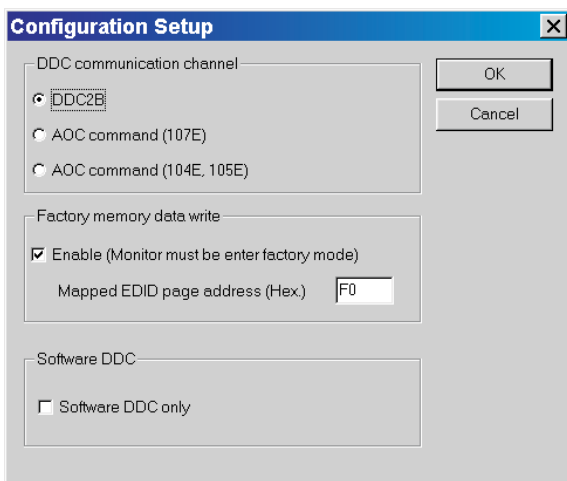 Configuration Setup
DDC communication channel
OK
DDC2B
Cancel
AOC command (107E)
AOC command (104E, 105E)
Factory memory data write
Enable (Monitor must be enter factory mode)
Mapped EDID page address (Hex.) F0
Software DDC
Software DDC only